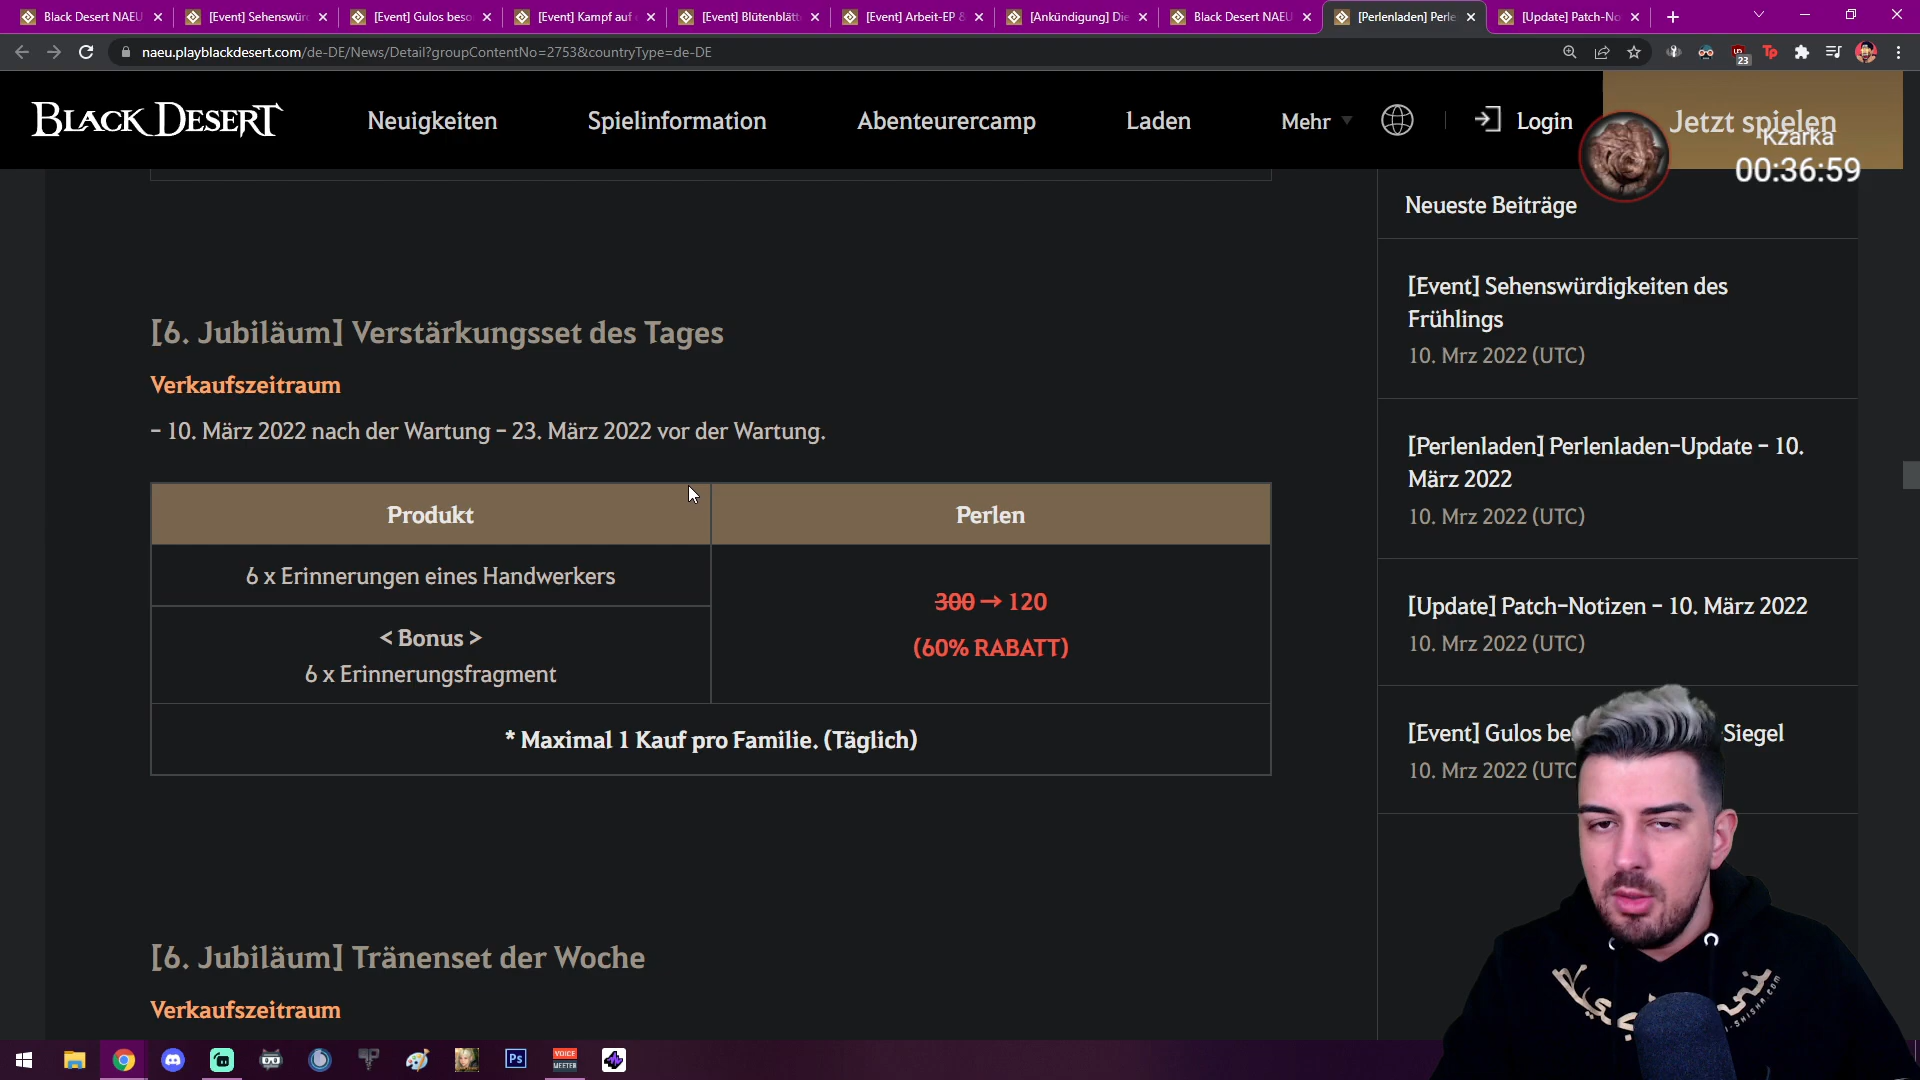 Black Desert NAEU
[Event] Sehenswür
[Event] Gulos beso
[Event] Kampf auf
[Event] Blütenblätt
[Event] Arbeit-EP &
[Ankündigung] Die
Black Desert NAEU
[Perlenladen] Perle
[Update] Patch-No
naeu.playblackdesert.com/de-DE/News/Detail?groupContentNo=2753&countryType=de-DE
23
Tp
BLACK DESERT
Neuigkeiten
Spielinformation
Abenteurercamp
Laden
Mehr
Login
Jetzt spielen
Kzarka
00:36:59
[6. Jubiläum] Verstärkungsset des Tages
Verkaufszeitraum
- 10. März 2022 nach der Wartung - 23. März 2022 vor der Wartung.
Produkt
Perlen
6 x Erinnerungen eines Handwerkers
< Bonus >
6 x Erinnerungsfragment
300 → 120
(60% RABATT)
* Maximal 1 Kauf pro Familie. (Täglich)
[6. Jubiläum] Tränenset der Woche
Verkaufszeitraum
Neueste Beiträge
[Event] Sehenswürdigkeiten des
Frühlings
10. Mrz 2022 (UTC)
[Perlenladen] Perlenladen-Update - 10.
März 2022
10. Mrz 2022 (UTC)
[Update] Patch-Notizen - 10. März 2022
10. Mrz 2022 (UTC)
[Event] Gulos be Siegel
10. Mrz 2022 (UTC
Ps
VOICE
MEETER